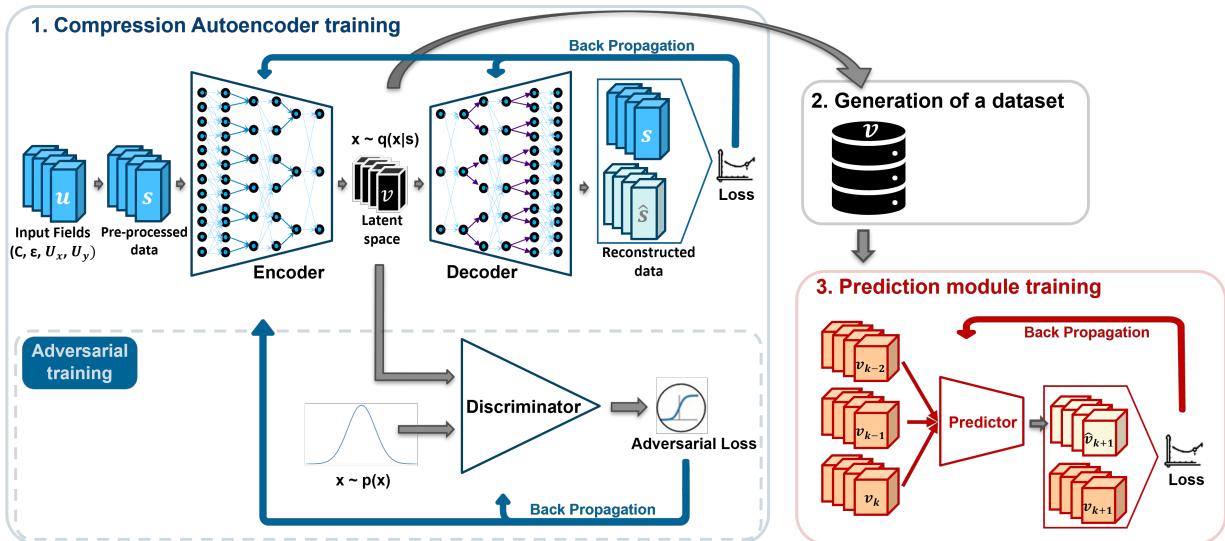 1. Compression Autoencoder training
Back Propagation
x ~ q(x|s)
u
s
v
s
ŝ
Loss
Input Fields
(C, ε, Uₓ, Uᵧ)
Pre-processed
data
Latent
space
Encoder
Decoder
Reconstructed
data
Adversarial
training
Discriminator
Adversarial Loss
x ~ p(x)
Back Propagation
2. Generation of a dataset
v
3. Prediction module training
Back Propagation
v_{k-2}
v_{k-1}
v_k
Predictor
v̂_{k+1}
v_{k+1}
Loss